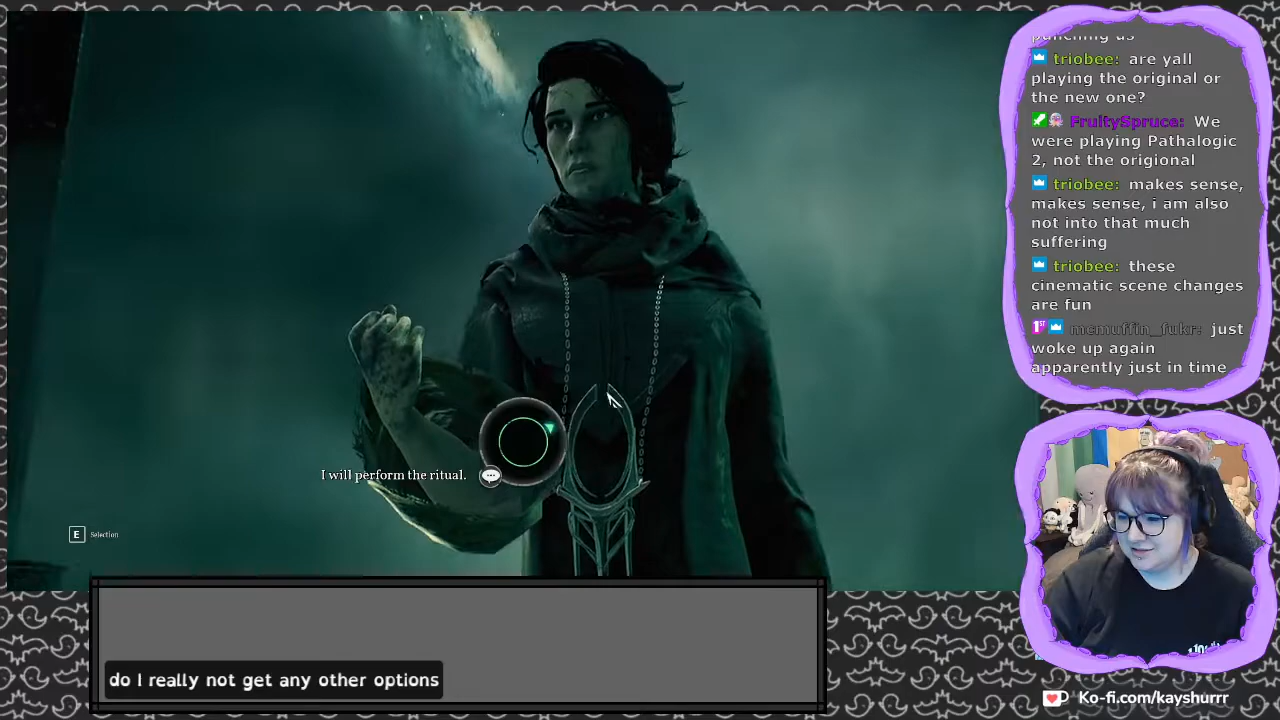 I will perform the ritual.
E Selection
do I really not get any other options
triobee: are yall
playing the original or
the new one?
FruitySpruce: We
were playing Pathalogic
2, not the origional
triobee: makes sense,
makes sense, i am also
not into that much
suffering
triobee: these
cinematic scene changes
are fun
mcmuffin_fukr: just
woke up again
apparently just in time
Ko-fi.com/kayshurrr